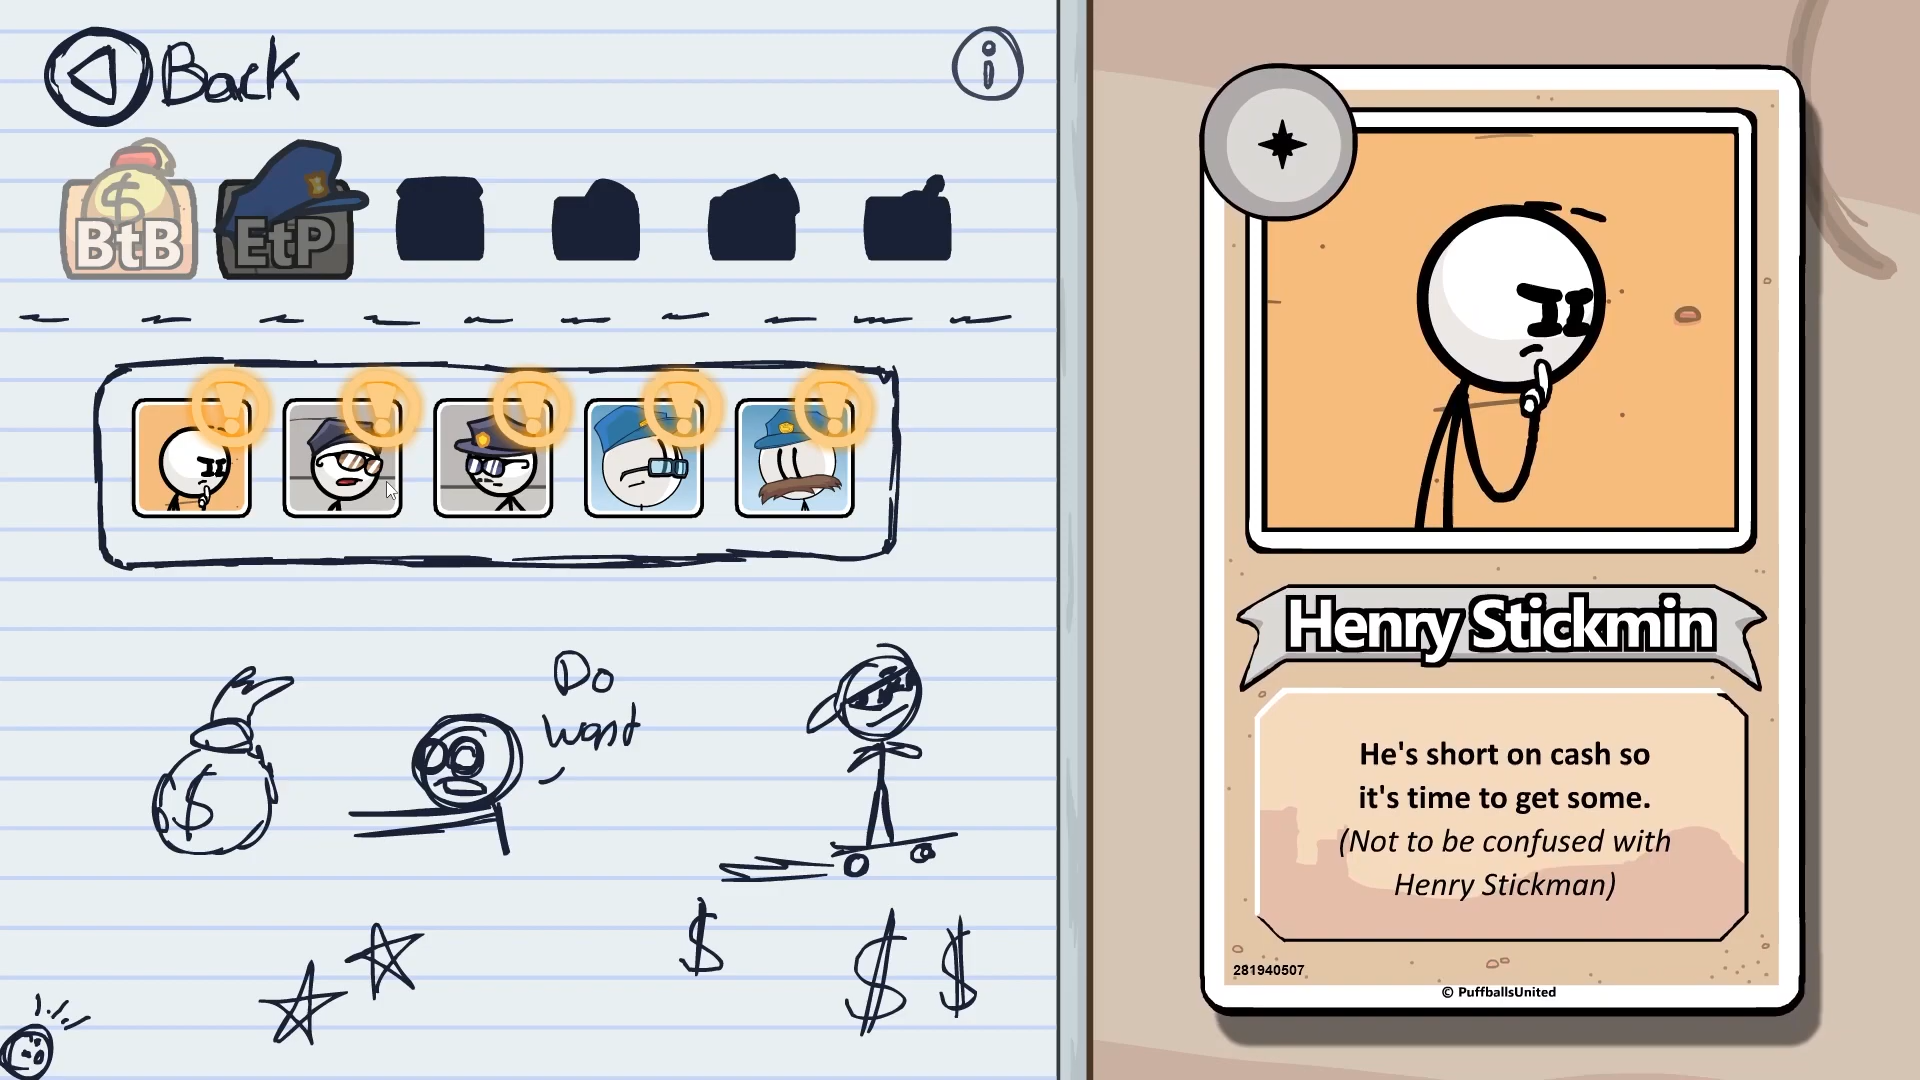 Back
i
$
BtB
EtP
! ! ! ! !
Do
want
$
$
$ $
Henry Stickmin
He's short on cash so
it's time to get some.
(Not to be confused with
Henry Stickman)
281940507
© PuffballsUnited